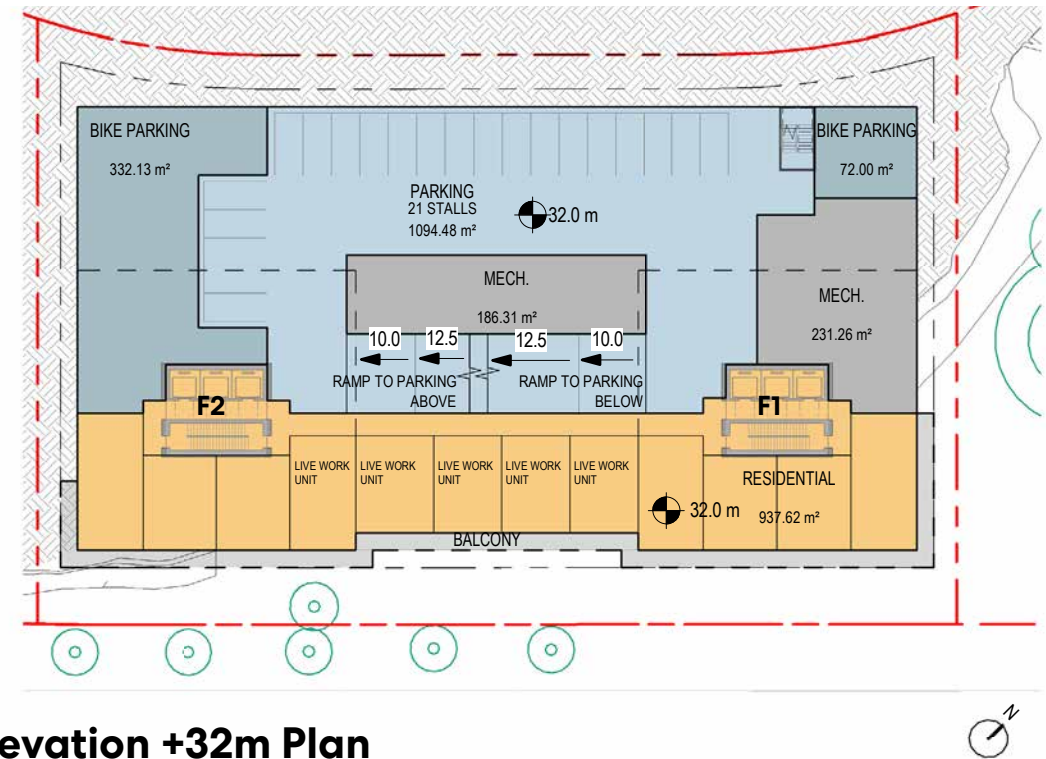 BIKE PARKING
332.13 m²
PARKING
21 STALLS
1094.48 m²
32.0 m
BIKE PARKING
72.00 m²
MECH.
186.31 m²
MECH.
231.26 m²
10.0
12.5
12.5
10.0
RAMP TO PARKING
ABOVE
RAMP TO PARKING
BELOW
F2
F1
LIVE WORK
UNIT
LIVE WORK
UNIT
LIVE WORK
UNIT
LIVE WORK
UNIT
LIVE WORK
UNIT
RESIDENTIAL
937.62 m²
32.0 m
BALCONY
N
evation +32m Plan